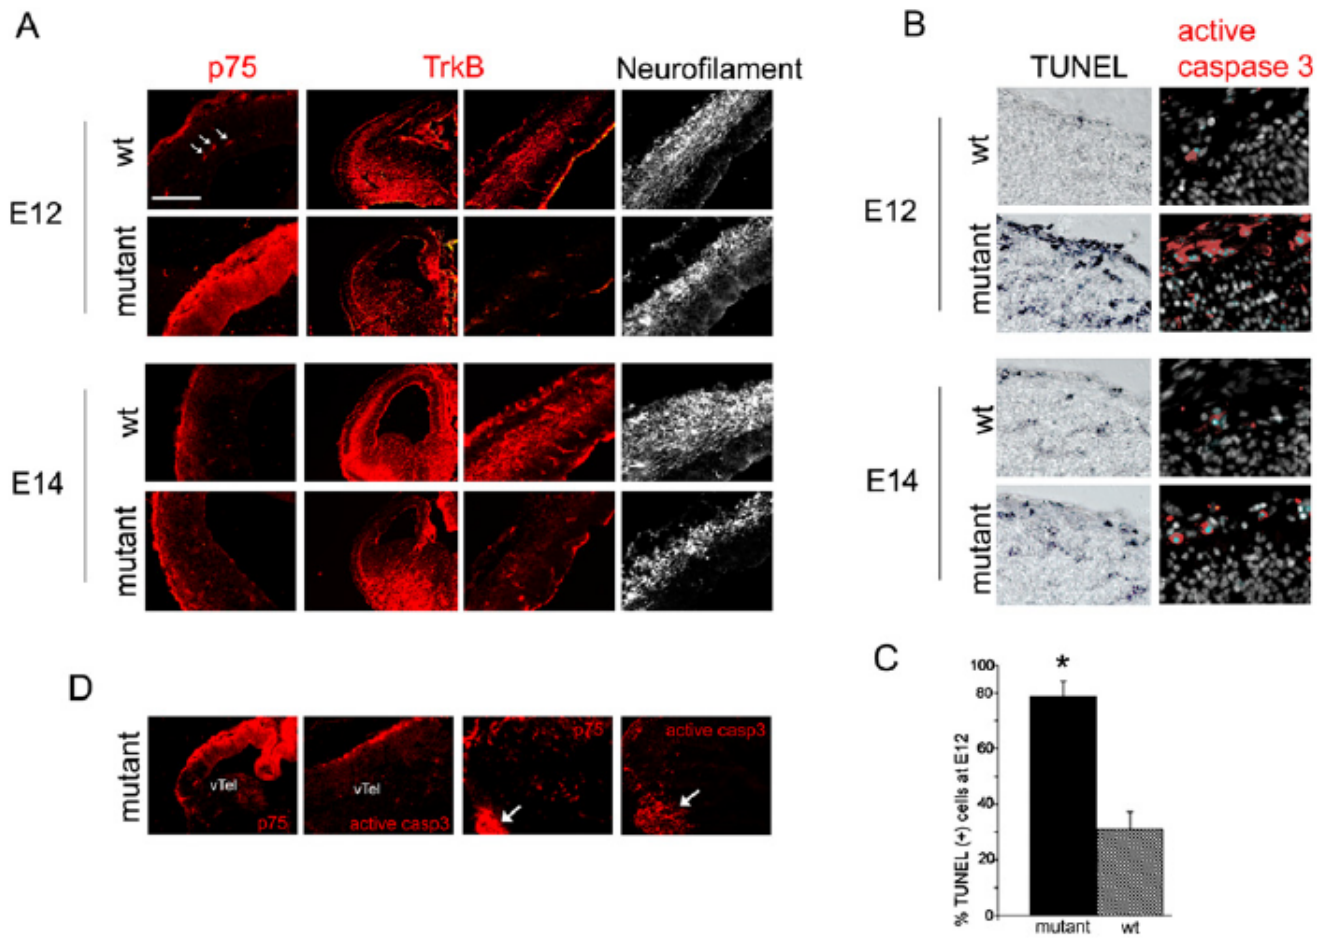 A
B
p75
TrkB
Neurofilament
TUNEL
active
caspase 3
E12
wt
mutant
E14
wt
mutant
E12
wt
mutant
E14
wt
mutant
D
mutant
vTel
p75
vTel
active casp3
p75
active casp3
C
*
% TUNEL (+) cells at E12
100
80
60
40
20
0
mutant
wt